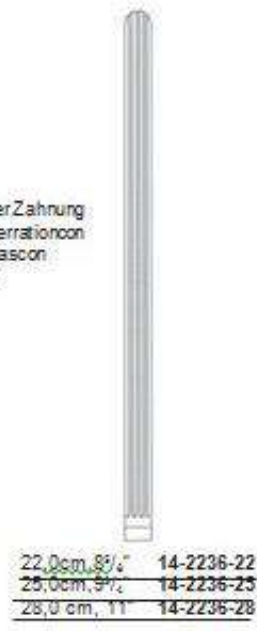 erZahnung
errationcon
ascon
22,0cm, 8³/₄" 14-2236-22
25,0cm, 9³/₄" 14-2236-25
28,0 cm, 11" 14-2236-28